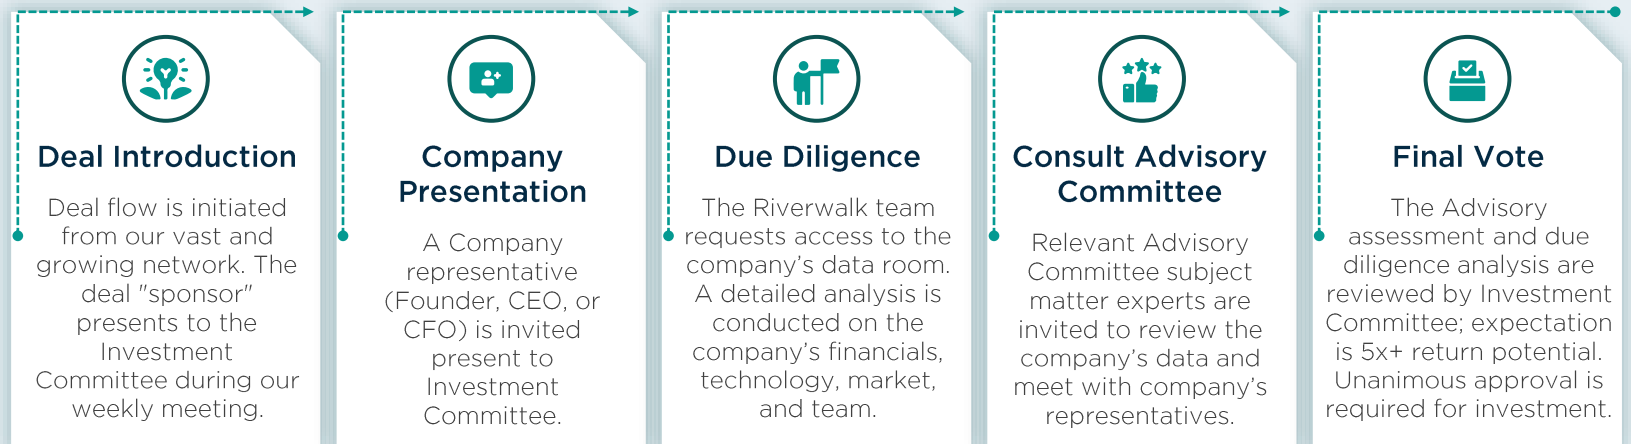 Deal Introduction
Deal flow is initiated
from our vast and
growing network. The
deal "sponsor"
presents to the
Investment
Committee during our
weekly meeting.
Company
Presentation
A Company
representative
(Founder, CEO, or
CFO) is invited
present to
Investment
Committee.
Due Diligence
The Riverwalk team
requests access to the
company's data room.
A detailed analysis is
conducted on the
company's financials,
technology, market,
and team.
Consult Advisory
Committee
Relevant Advisory
Committee subject
matter experts are
invited to review the
company's data and
meet with company's
representatives.
Final Vote
The Advisory
assessment and due
diligence analysis are
reviewed by Investment
Committee; expectation
is 5x+ return potential.
Unanimous approval is
required for investment.